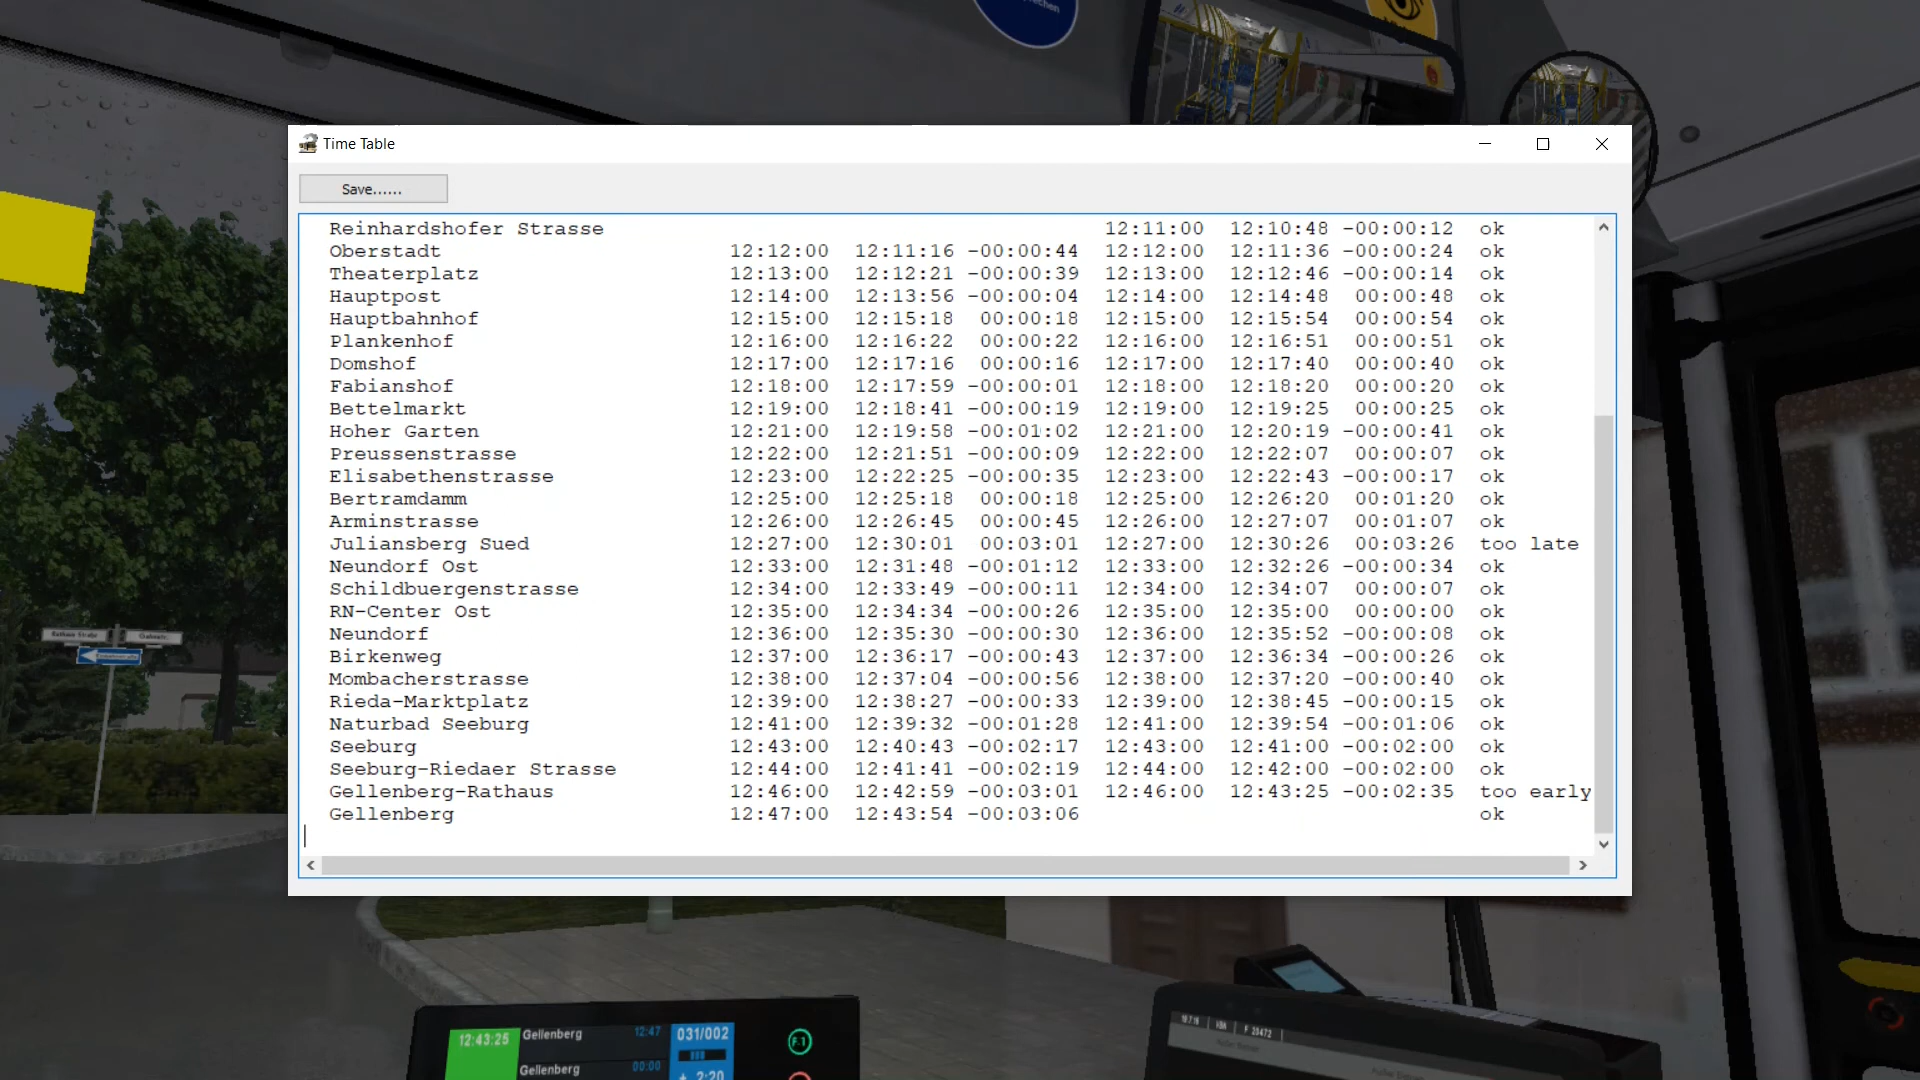 Time Table
Save......
Reinhardshofer Strasse 12:11:00 12:10:48 -00:00:12 ok
Oberstadt 12:12:00 12:11:16 -00:00:44 12:12:00 12:11:36 -00:00:24 ok
Theaterplatz 12:13:00 12:12:21 -00:00:39 12:13:00 12:12:46 -00:00:14 ok
Hauptpost 12:14:00 12:13:56 -00:00:04 12:14:00 12:14:48 00:00:48 ok
Hauptbahnhof 12:15:00 12:15:18 00:00:18 12:15:00 12:15:54 00:00:54 ok
Plankenhof 12:16:00 12:16:22 00:00:22 12:16:00 12:16:51 00:00:51 ok
Domshof 12:17:00 12:17:16 00:00:16 12:17:00 12:17:40 00:00:40 ok
Fabianshof 12:18:00 12:17:59 -00:00:01 12:18:00 12:18:20 00:00:20 ok
Bettelmarkt 12:19:00 12:18:41 -00:00:19 12:19:00 12:19:25 00:00:25 ok
Hoher Garten 12:21:00 12:19:58 -00:01:02 12:21:00 12:20:19 -00:00:41 ok
Preussenstrasse 12:22:00 12:21:51 -00:00:09 12:22:00 12:22:07 00:00:07 ok
Elisabethenstrasse 12:23:00 12:22:25 -00:00:35 12:23:00 12:22:43 -00:00:17 ok
Bertramdamm 12:25:00 12:25:18 00:00:18 12:25:00 12:26:20 00:01:20 ok
Arminstrasse 12:26:00 12:26:45 00:00:45 12:26:00 12:27:07 00:01:07 ok
Juliansberg Sued 12:27:00 12:30:01 00:03:01 12:27:00 12:30:26 00:03:26 too late
Neundorf Ost 12:33:00 12:31:48 -00:01:12 12:33:00 12:32:26 -00:00:34 ok
Schildbuergenstrasse 12:34:00 12:33:49 -00:00:11 12:34:00 12:34:07 00:00:07 ok
RN-Center Ost 12:35:00 12:34:34 -00:00:26 12:35:00 12:35:00 00:00:00 ok
Neundorf 12:36:00 12:35:30 -00:00:30 12:36:00 12:35:52 -00:00:08 ok
Birkenweg 12:37:00 12:36:17 -00:00:43 12:37:00 12:36:34 -00:00:26 ok
Mombacherstrasse 12:38:00 12:37:04 -00:00:56 12:38:00 12:37:20 -00:00:40 ok
Rieda-Marktplatz 12:39:00 12:38:27 -00:00:33 12:39:00 12:38:45 -00:00:15 ok
Naturbad Seeburg 12:41:00 12:39:32 -00:01:28 12:41:00 12:39:54 -00:01:06 ok
Seeburg 12:43:00 12:40:43 -00:02:17 12:43:00 12:41:00 -00:02:00 ok
Seeburg-Riedaer Strasse 12:44:00 12:41:41 -00:02:19 12:44:00 12:42:00 -00:02:00 ok
Gellenberg-Rathaus 12:46:00 12:42:59 -00:03:01 12:46:00 12:43:25 -00:02:35 too early
Gellenberg 12:47:00 12:43:54 -00:03:06 ok
12:43:25 Gellenberg 12:47 031/002
F1
Gellenberg 00:00
2:20